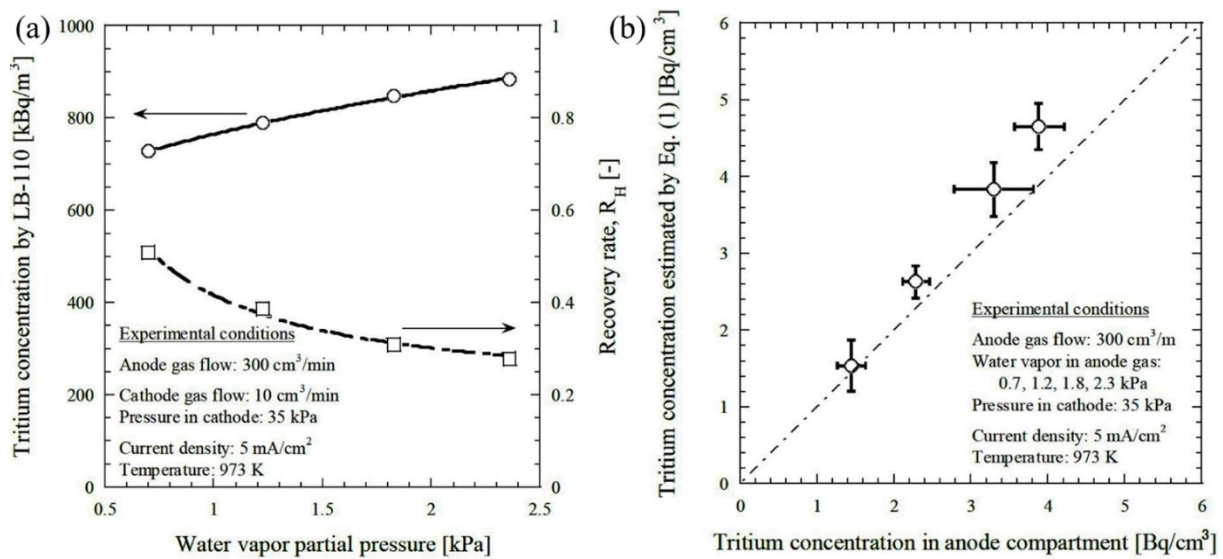 (a)
Tritium concentration by LB-110 [kBq/m³]
1000
800
600
400
200
0
0.5
1
1.5
2
2.5
Water vapor partial pressure [kPa]
1
0.8
0.6
0.4
0.2
0
Recovery rate, R_H [-]
Experimental conditions
Anode gas flow: 300 cm³/min
Cathode gas flow: 10 cm³/min
Pressure in cathode: 35 kPa
Current density: 5 mA/cm²
Temperature: 973 K
(b)
Tritium concentration estimated by Eq. (1) [Bq/cm³]
6
5
4
3
2
1
0
0
1
2
3
4
5
6
Tritium concentration in anode compartment [Bq/cm³]
Experimental conditions
Anode gas flow: 300 cm³/m
Water vapor in anode gas:
0.7, 1.2, 1.8, 2.3 kPa
Pressure in cathode: 35 kPa
Current density: 5 mA/cm²
Temperature: 973 K